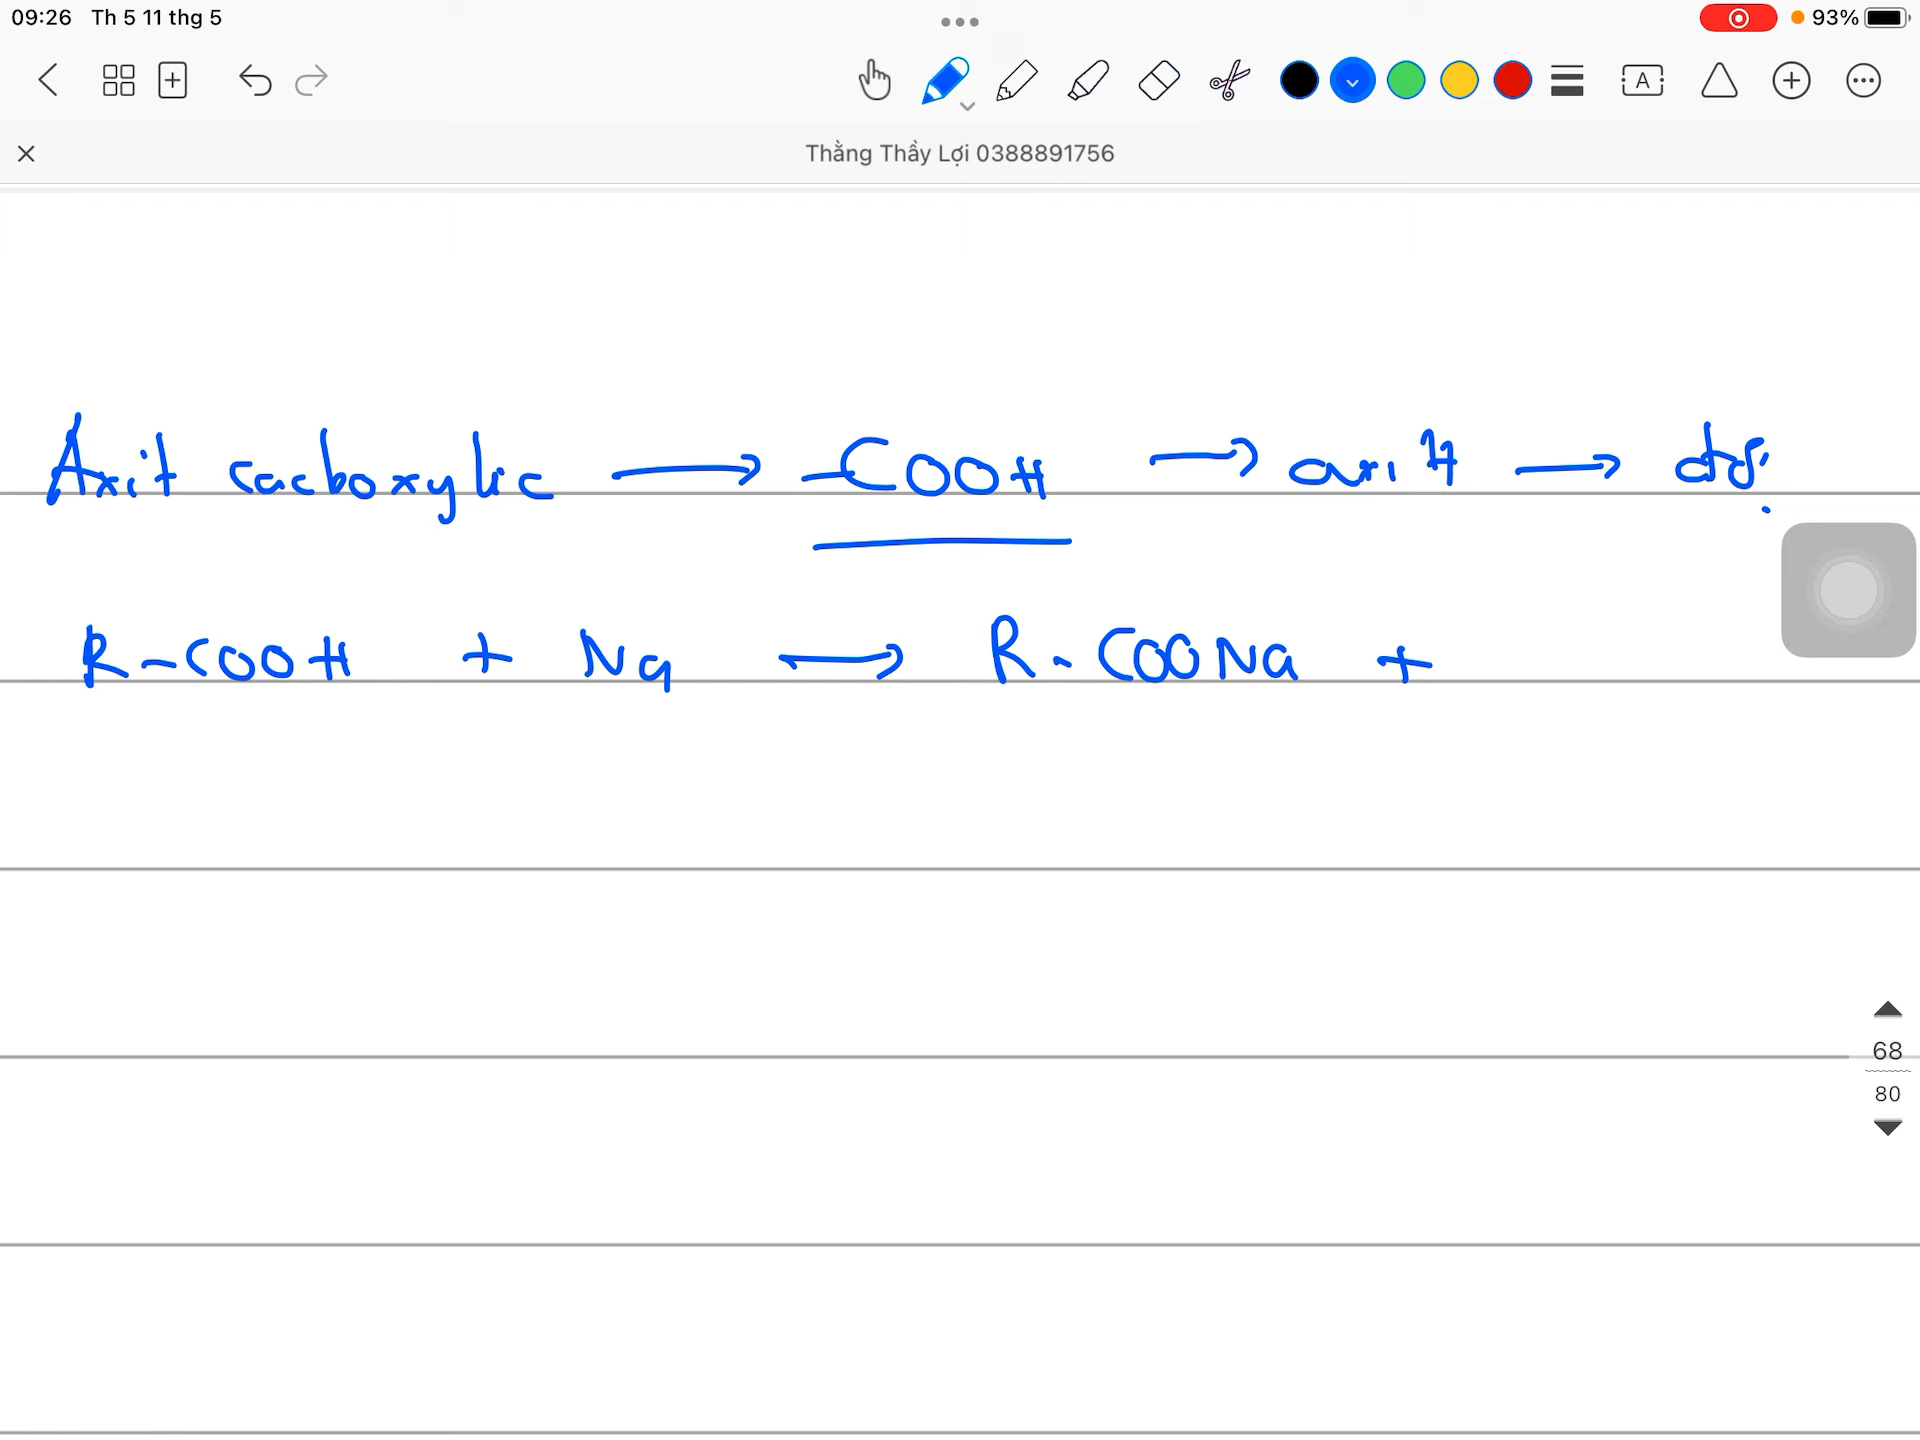 09:26 Th 5 11 thg 5 93%
A
Thằng Thầy Lợi 0388891756
Axit cacboxylic → -COOH → axit →
R-COOH + Na → R-COONa +
68
80